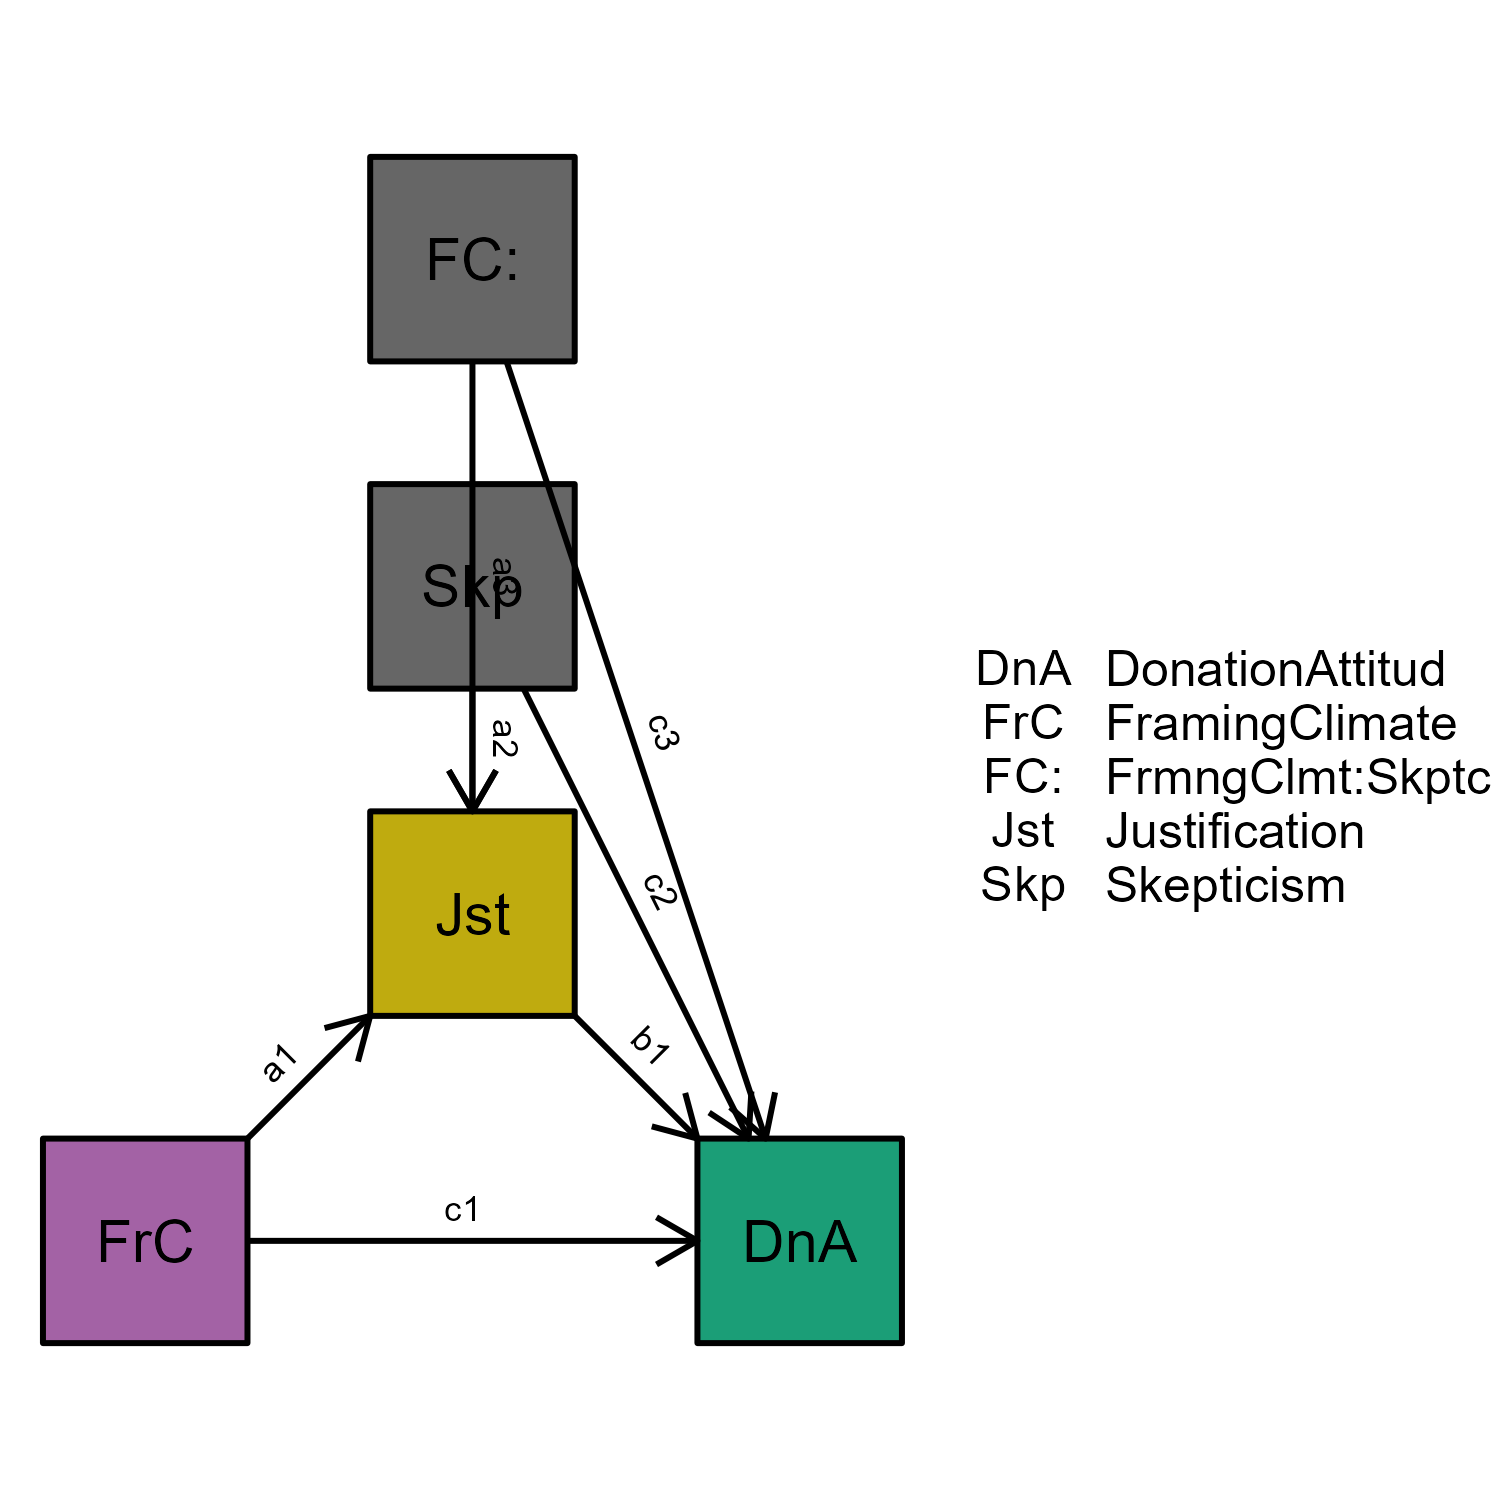 FC:
Skp
a3
a2
c3
c2
Jst
b1
a1
c1
FrC
DnA
DnA DonationAttitud
FrC FramingClimate
FC: FrmngClmt:Skptc
Jst Justification
Skp Skepticism